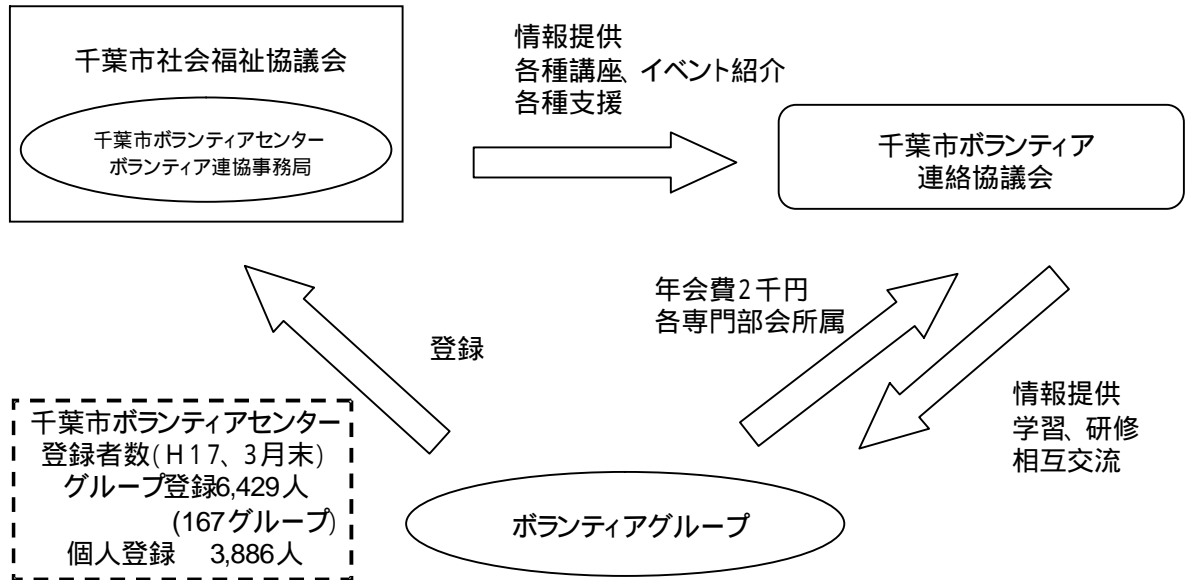 千葉市社会福祉協議会
千葉市ボランティアセンター
ボランティア連協事務局
情報提供
各種講座、イベント紹介
各種支援
千葉市ボランティア
連絡協議会
登録
年会費2千円
各専門部会所属
情報提供
学習、研修
相互交流
千葉市ボランティアセンター
登録者数(H17、3月末)
グループ登録6,429人
(167グループ)
個人登録 3,886人
ボランティアグループ